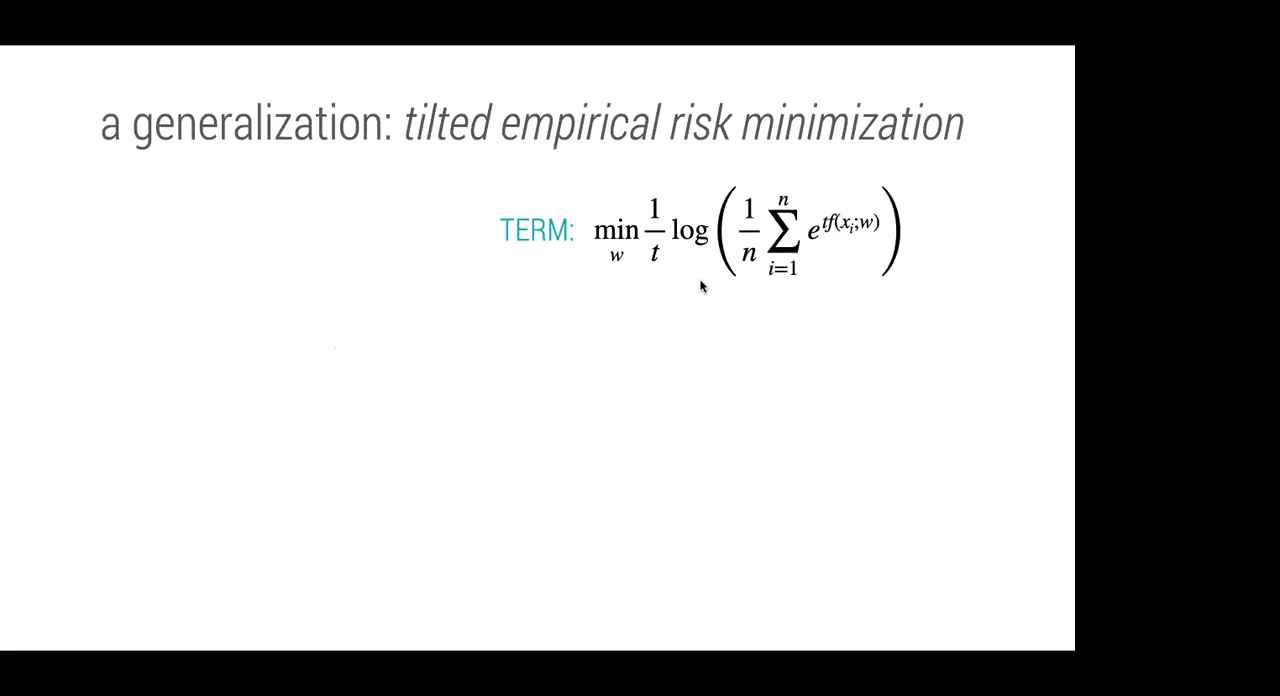 a generalization: tilted empirical risk minimization
TERM: min_w 1/t log ( 1/n ∑_{i=1}^{n} e^{tf(x_i;w)} )